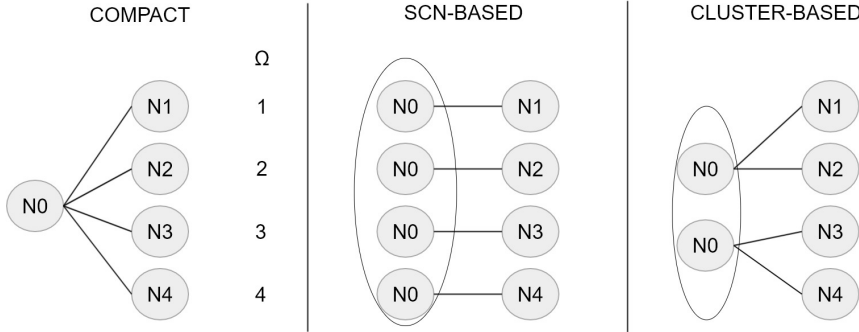 COMPACT
SCN-BASED
CLUSTER-BASED
Ω
N1
1
N0
N1
N1
N2
2
N0
N2
N0
N2
N0
N3
3
N0
N3
N0
N3
N4
4
N0
N4
N4